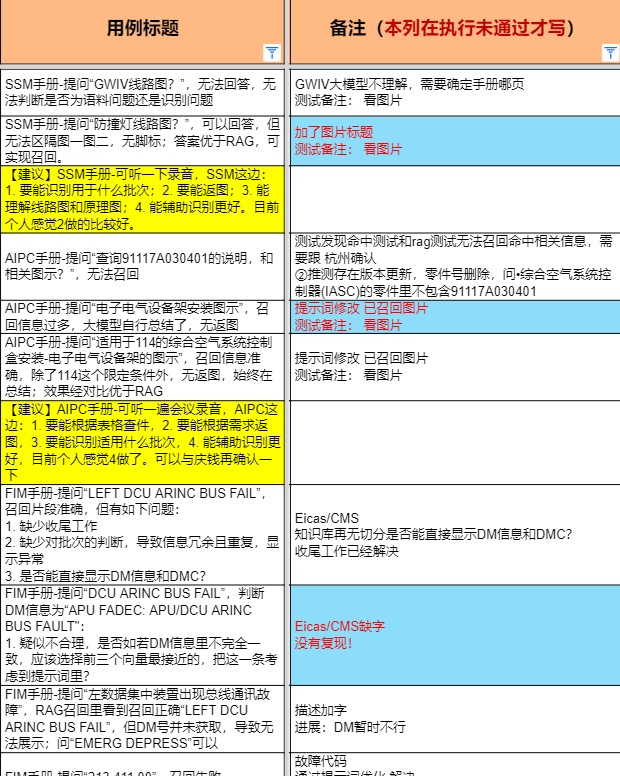 用例标题
备注（本列在执行未通过才写）
SSM手册-提问“GWIV线路图？”，无法回答，无
法判断是否为语料问题还是识别问题
GWIV大模型不理解，需要确定手册哪页
测试备注： 看图片
SSM手册-提问“防撞灯线路图？”，可以回答，但
无法区隔图一图二，无脚标；答案优于RAG，可
实现召回。
加了图片标题
测试备注： 看图片
【建议】SSM手册-可听一下录音，SSM这边：
1. 要能识别用于什么批次；2. 要能返图；3. 能
理解线路图和原理图；4. 能辅助识别更好。目前
个人感觉2做的比较好。
AIPC手册-提问“查询91117A030401的说明，和
相关图示？”，无法召回
测试发现命中测试和rag测试无法召回命中相关信息，需
要跟 杭州确认
②推测存在版本更新，零件号删除，问•综合空气系统控
制器(IASC)的零件里不包含91117A030401
AIPC手册-提问“电子电气设备架安装图示”，召
回信息过多，大模型自行总结了，无返图
提示词修改 已召回图片
测试备注： 看图片
AIPC手册-提问“适用于114的综合空气系统控制
盒安装-电子电气设备架的图示”，召回信息准
确，除了114这个限定条件外，无返图，始终在
总结；效果经对比优于RAG
提示词修改 已召回图片
测试备注： 看图片
【建议】AIPC手册-可听一遍会议录音，AIPC这
边：1. 要能根据表格查件，2. 要能根据需求返
图，3. 要能识别适用什么批次，4. 能辅助识别更
好，目前个人感觉4做了。可以与庆钱再确认一
下
FIM手册-提问“LEFT DCU ARINC BUS FAIL”，
召回片段准确，但有如下问题：
1. 缺少收尾工作
2. 缺少对批次的判断，导致信息冗余且重复，显
示异常
3. 是否能直接显示DM信息和DMC？
Eicas/CMS
知识库再无切分是否能直接显示DM信息和DMC？
收尾工作已经解决
FIM手册-提问“DCU ARINC BUS FAIL”，判断
DM信息为“APU FADEC: APU/DCU ARINC
BUS FAULT”：
1. 疑似不合理，是否如若DM信息里不完全一
致，应该选择前三个向量最接近的，把这一条考
虑到提示词里？
Eicas/CMS缺字
没有复现！
FIM手册-提问“左数据集中装置出现总线通讯故
障”，RAG召回里看到召回正确“LEFT DCU
ARINC BUS FAIL”，但DM号并未获取，导致无
法展示；问“EMERG DEPRESS”可以
描述加字
进展：DM暂时不行
FIM手册-提问“213 411 00”，召回失败
故障代码
通过提示词优化 解决